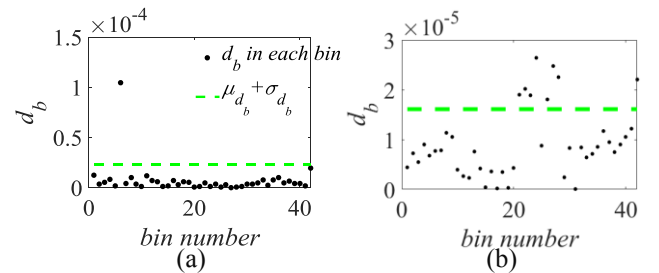 ×10⁻⁴
1.5
1
0.5
0
d_b
d_b in each bin
μ_{d_b}+σ_{d_b}
0 20 40
bin number
(a)
×10⁻⁵
3
2
1
0
d_b
0 20 40
bin number
(b)